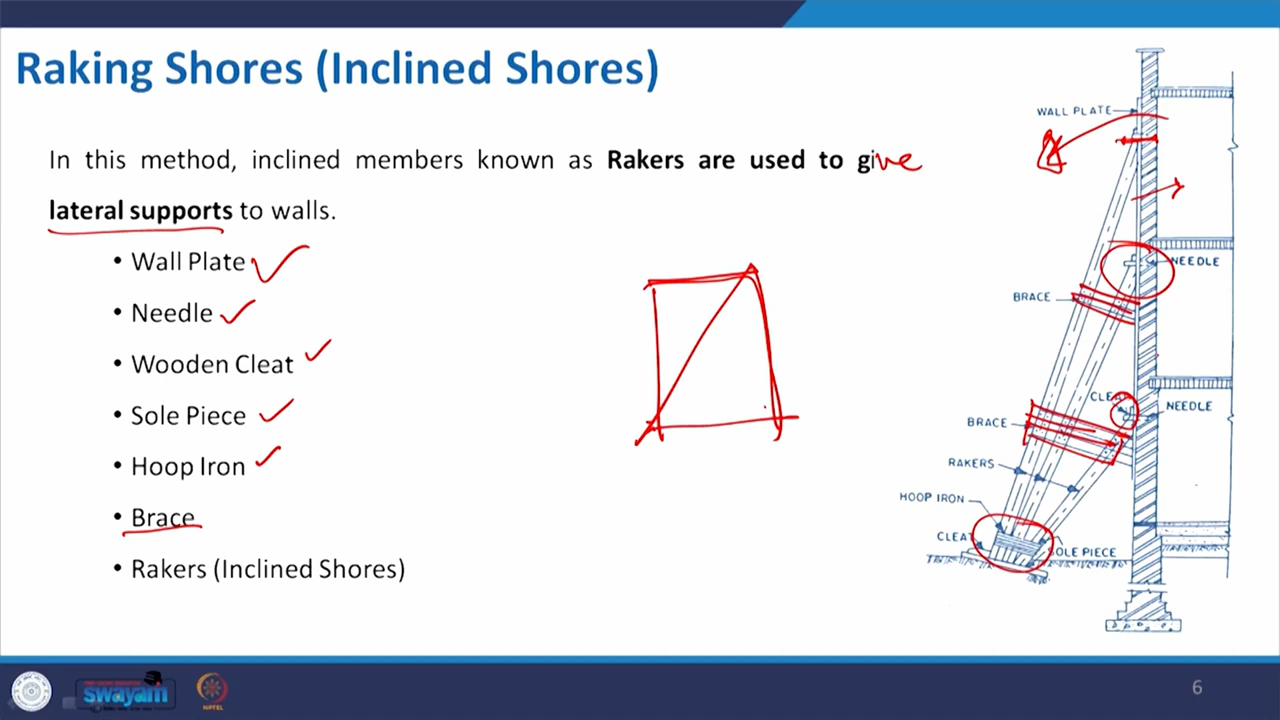 Raking Shores (Inclined Shores)
In this method, inclined members known as Rakers are used to give
lateral supports to walls.
• Wall Plate
• Needle
• Wooden Cleat
• Sole Piece
• Hoop Iron
• Brace
• Rakers (Inclined Shores)
WALL PLATE
NEEDLE
BRACE
CLEAT
NEEDLE
BRACE
RAKERS
HOOP IRON
CLEAT
SOLE PIECE
swayam
NPTEL
6